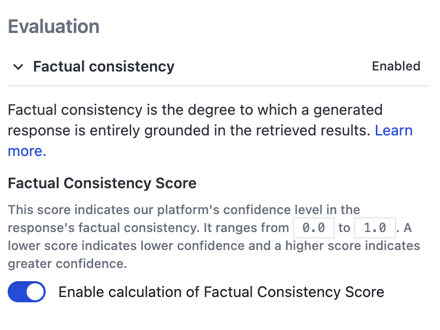 Evaluation
Factual consistency
Enabled
Factual consistency is the degree to which a generated
response is entirely grounded in the retrieved results. Learn
more.
Factual Consistency Score
This score indicates our platform's confidence level in the
response's factual consistency. It ranges from 0.0 to 1.0 . A
lower score indicates lower confidence and a higher score indicates
greater confidence.
Enable calculation of Factual Consistency Score